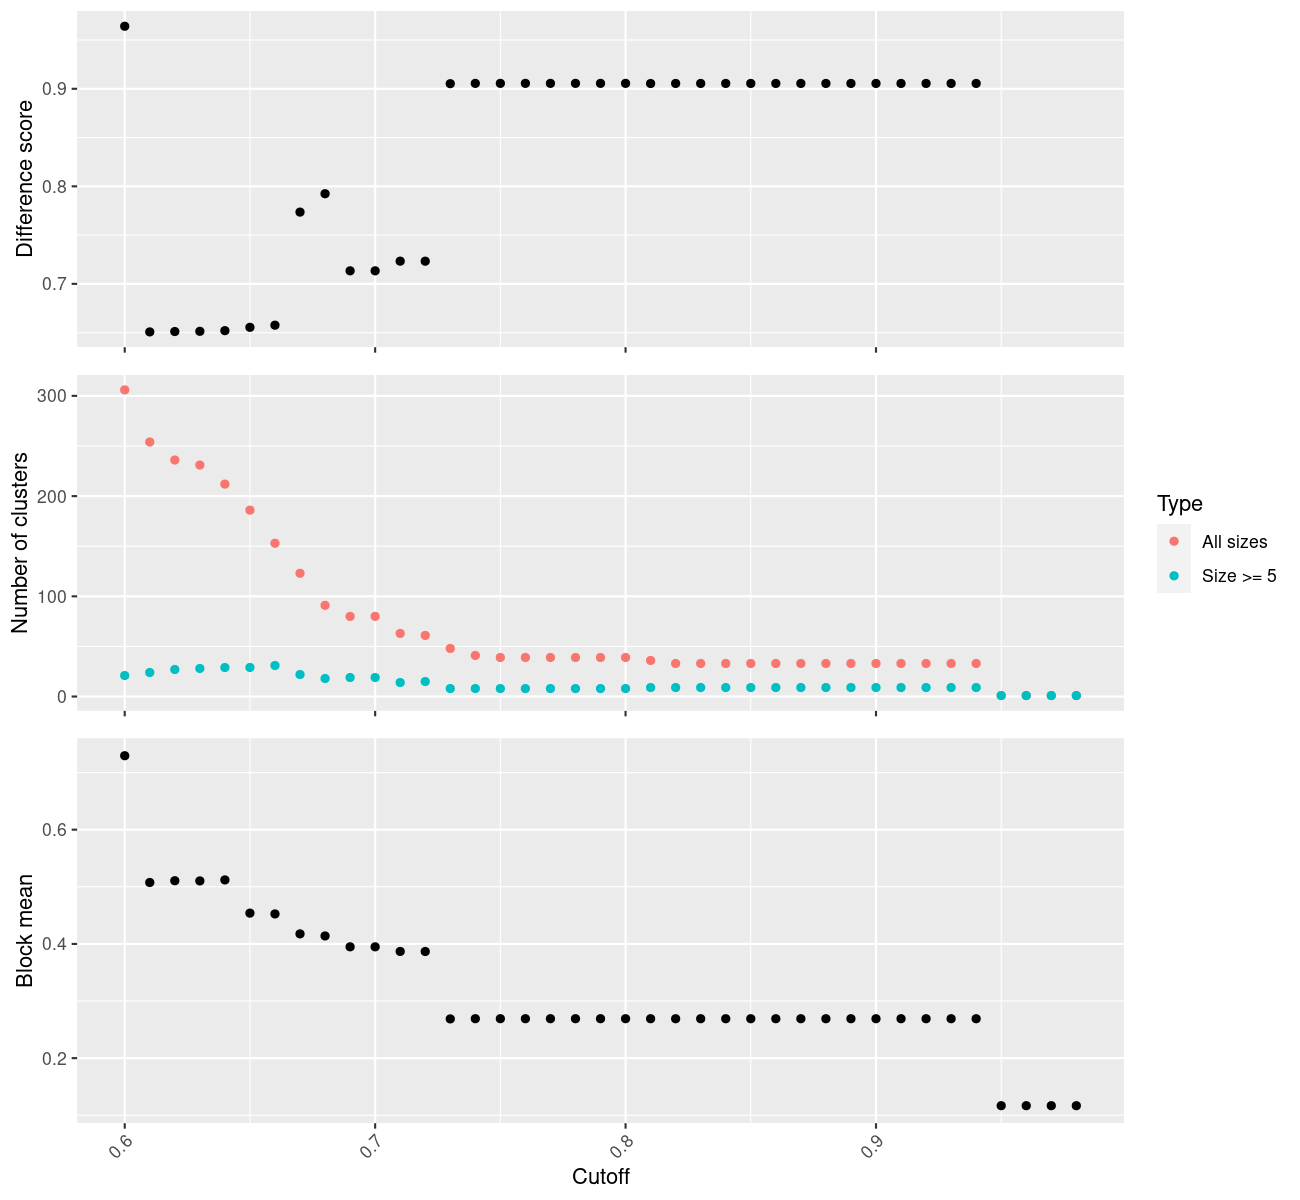 0.9
0.8
0.7
Difference score
300
200
100
0
Number of clusters
Type
All sizes
Size >= 5
0.6
0.4
0.2
Block mean
0.6
0.7
0.8
0.9
Cutoff